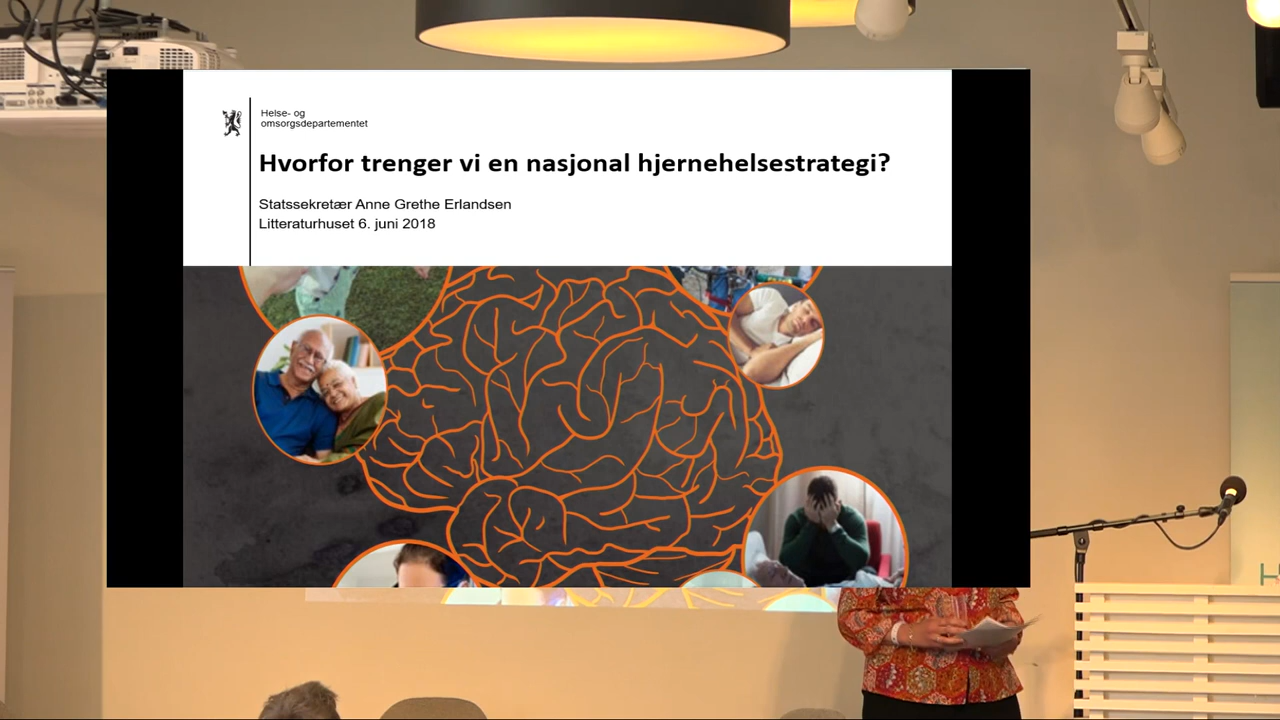 Helse- og
omsorgsdepartementet
Hvorfor trenger vi en nasjonal hjernehelsestrategi?
Statssekretær Anne Grethe Erlandsen
Litteraturhuset 6. juni 2018
H